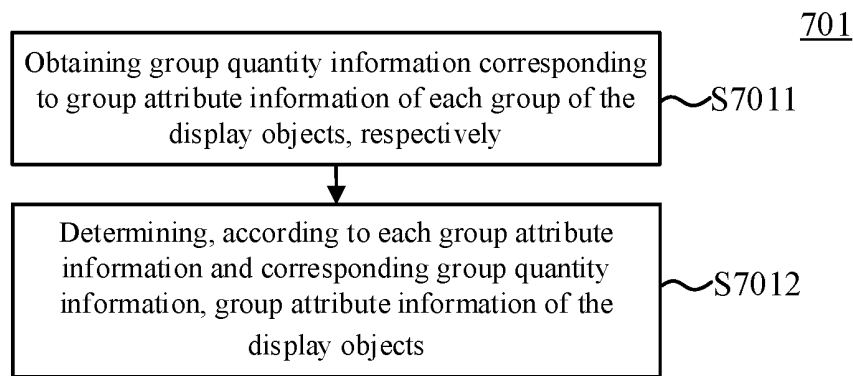 701
Obtaining group quantity information corresponding
to group attribute information of each group of the
display objects, respectively
S7011
Determining, according to each group attribute
information and corresponding group quantity
information, group attribute information of the
display objects
S7012